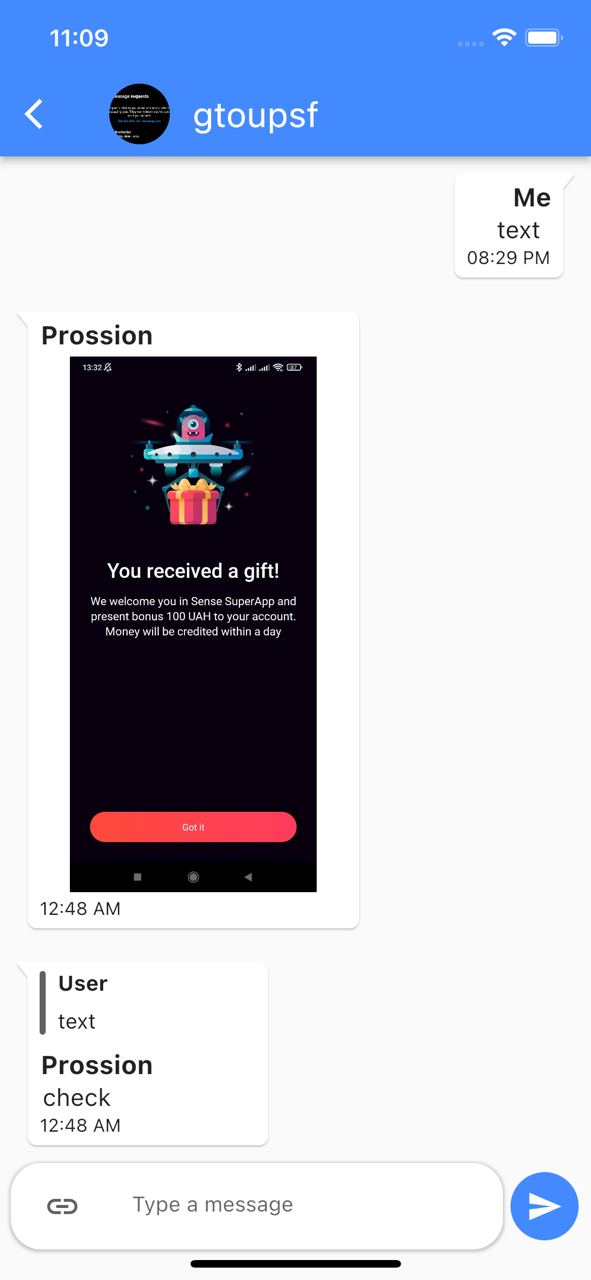 11:09
message requests
gtoupsf
Me
text
08:29 PM
Prossion
13:32
You received a gift!
We welcome you in Sense SuperApp and
present bonus 100 UAH to your account.
Money will be credited within a day
Got it
12:48 AM
User
text
Prossion
check
12:48 AM
Type a message